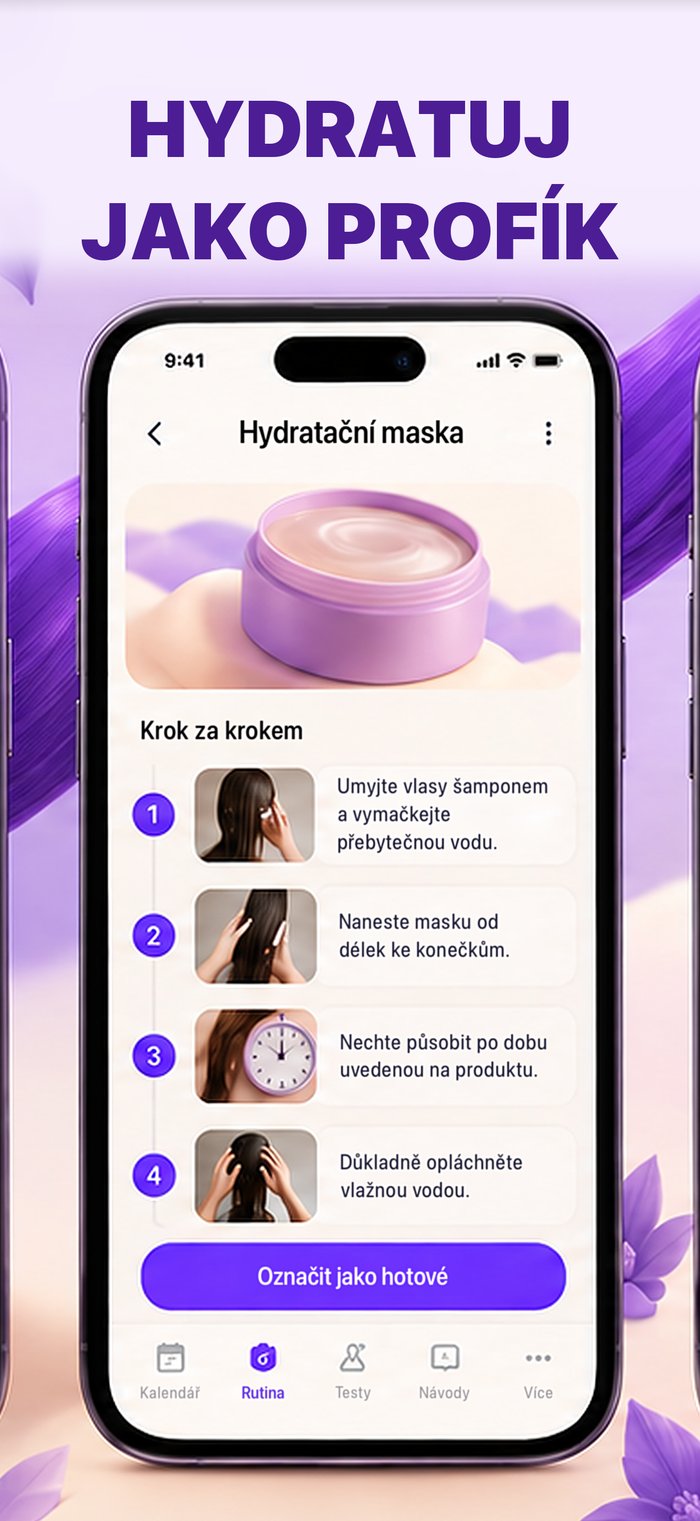 HYDRATUJ
JAKO PROFÍK
9:41
Hydratační maska
Krok za krokem
1
Umyjte vlasy šamponem
a vymačkejte
přebytečnou vodu.
2
Naneste masku od
délek ke konečkům.
3
Nechte působit po dobu
uvedenou na produktu.
4
Důkladně opláchněte
vlažnou vodou.
Označit jako hotové
Kalendář
Rutina
Testy
Návody
Více